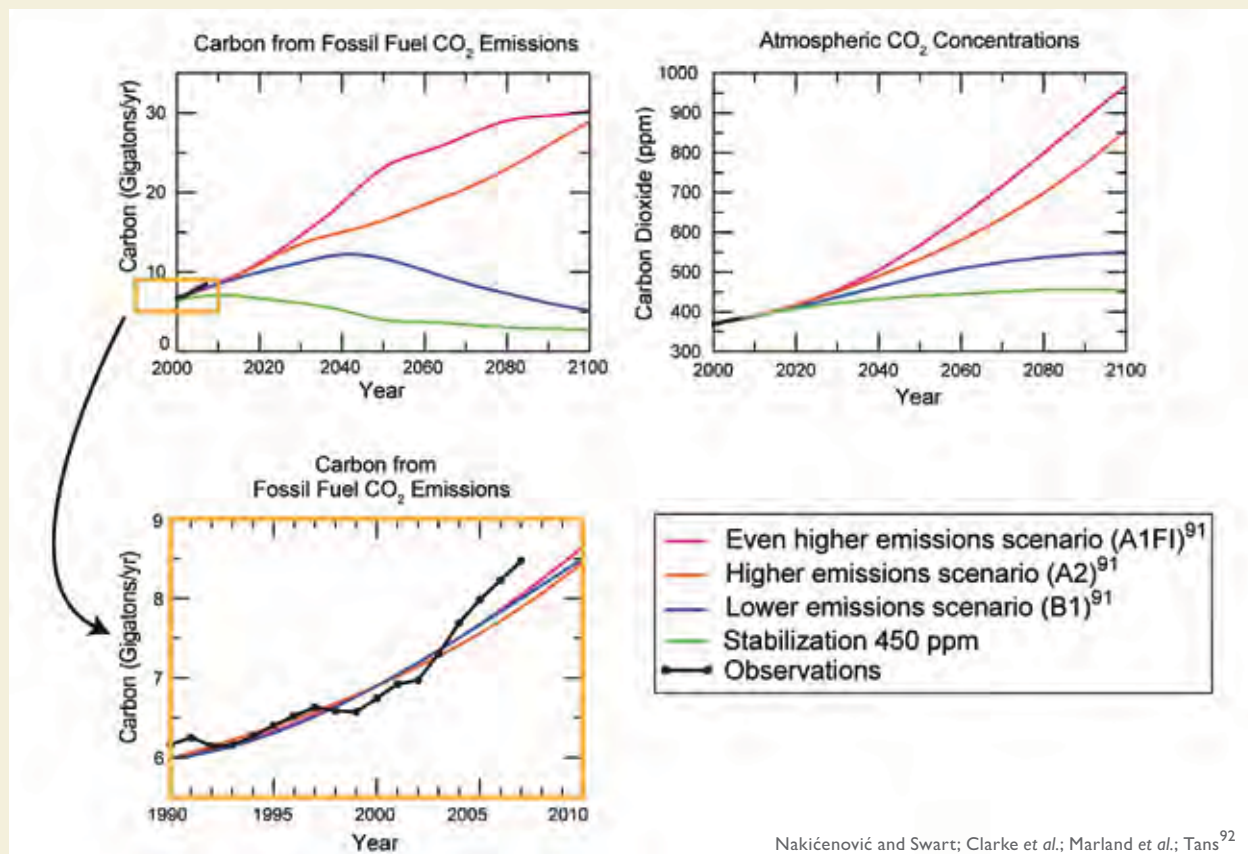 Carbon from Fossil Fuel CO₂ Emissions
Carbon (Gigatons/yr)
30
20
10
0
2000 2020 2040 2060 2080 2100
Year
Atmospheric CO₂ Concentrations
Carbon Dioxide (ppm)
1000
900
800
700
600
500
400
300
2000 2020 2040 2060 2080 2100
Year
Carbon from
Fossil Fuel CO₂ Emissions
Carbon (Gigatons/yr)
9
8
7
6
1990 1995 2000 2005 2010
Year
Even higher emissions scenario (A1FI)⁹¹
Higher emissions scenario (A2)⁹¹
Lower emissions scenario (B1)⁹¹
Stabilization 450 ppm
Observations
Nakićenović and Swart; Clarke et al.; Marland et al.; Tans⁹²